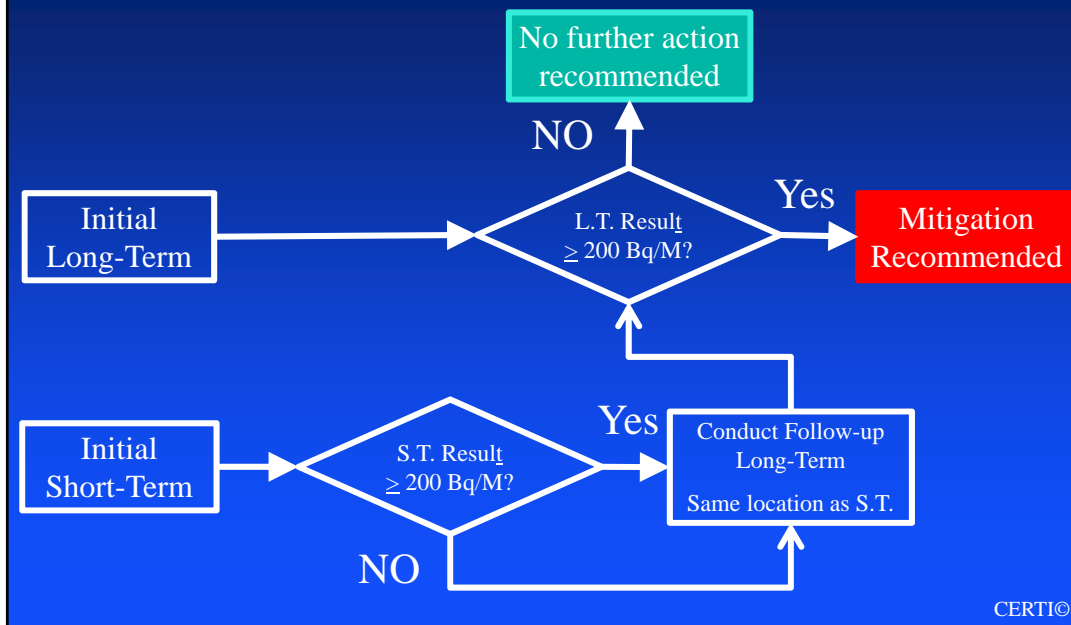 No further action
recommended
NO
Yes
Initial
Long-Term
L.T. Result
≥ 200 Bq/M?
Mitigation
Recommended
Initial
Short-Term
S.T. Result
≥ 200 Bq/M?
Yes
Conduct Follow-up
Long-Term
Same location as S.T.
NO
CERTI©